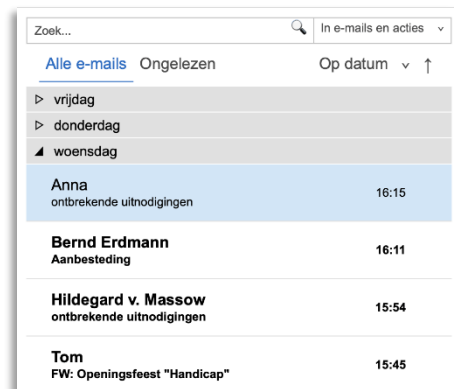 Zoek...
In e-mails en acties
Alle e-mails Ongelezen Op datum
vrijdag
donderdag
woensdag
Anna
ontbrekende uitnodigingen
16:15
Bernd Erdmann
Aanbesteding
16:11
Hildegard v. Massow
ontbrekende uitnodigingen
15:54
Tom
FW: Openingsfeest "Handicap"
15:45